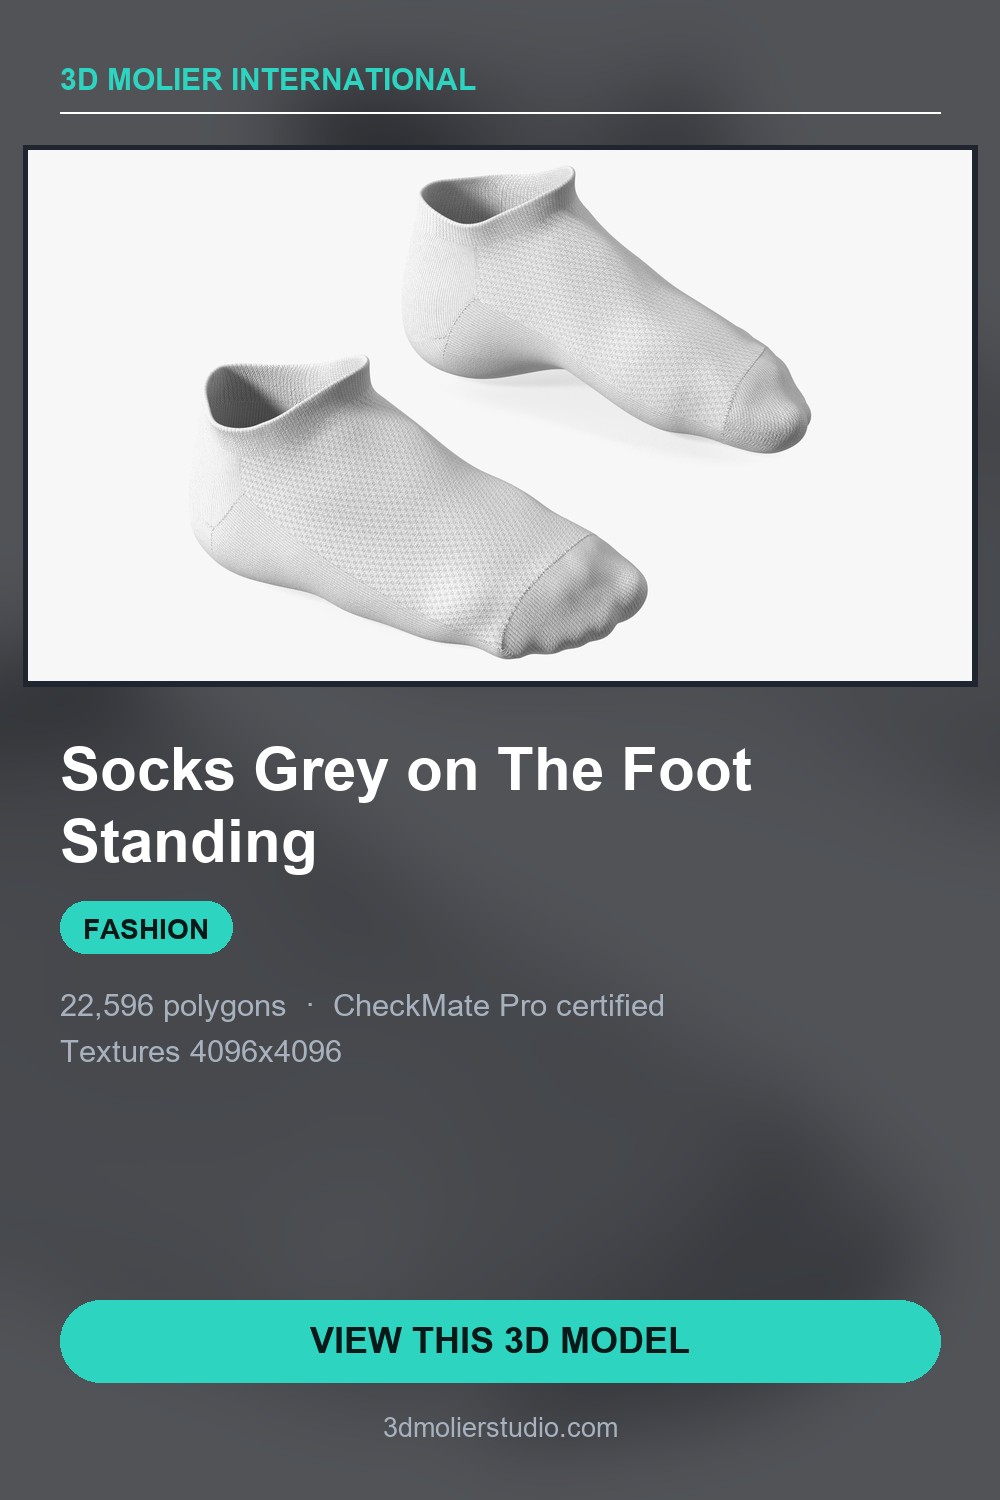 3D MOLIER INTERNATIONAL
Socks Grey on The Foot
Standing
FASHION
22,596 polygons · CheckMate Pro certified
Textures 4096x4096
VIEW THIS 3D MODEL
3dmolierstudio.com